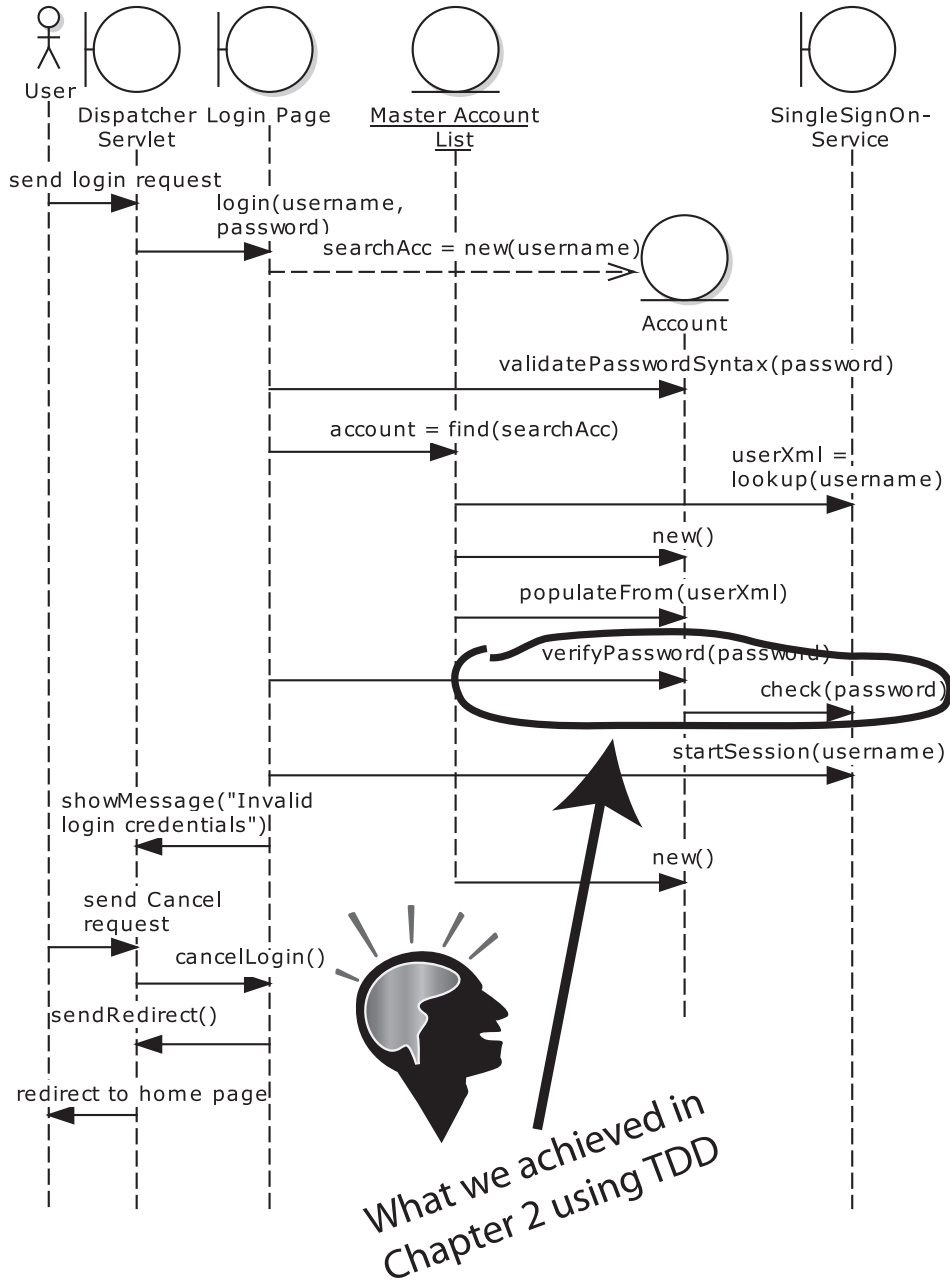 User
Dispatcher
Servlet
Login Page
Master Account
List
SingleSignOn-
Service
send login request
login(username,
password)
searchAcc = new(username)
Account
validatePasswordSyntax(password)
account = find(searchAcc)
userXml =
lookup(username)
new()
populateFrom(userXml)
verifyPassword(password)
check(password)
startSession(username)
showMessage("Invalid
login credentials")
new()
send Cancel
request
cancelLogin()
sendRedirect()
redirect to home page
What we achieved in
Chapter 2 using TDD